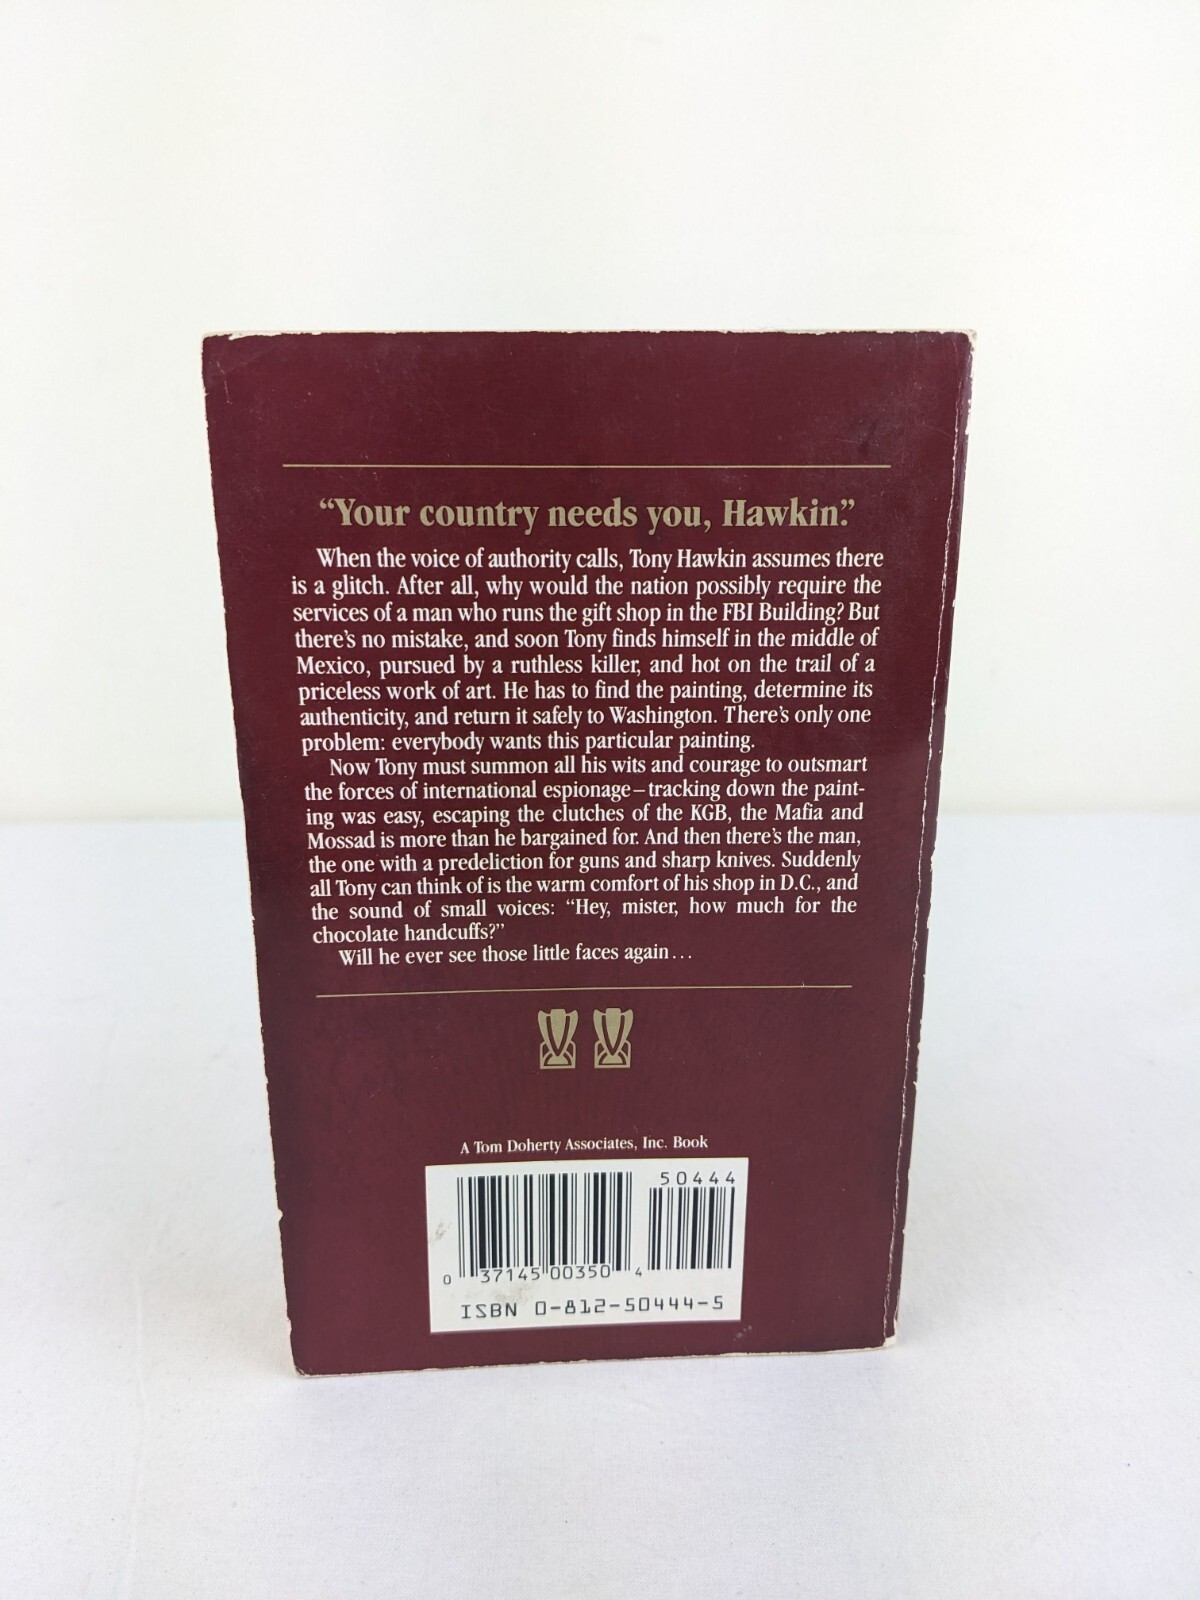 “Your country needs you, Hawkin.”
When the voice of authority calls, Tony Hawkin assumes there
is a glitch. After all, why would the nation possibly require the
services of a man who runs the gift shop in the FBI Building? But
there's no mistake, and soon Tony finds himself in the middle of
Mexico, pursued by a ruthless killer, and hot on the trail of a
priceless work of art. He has to find the painting, determine its
authenticity, and return it safely to Washington. There's only one
problem: everybody wants this particular painting.
Now Tony must summon all his wits and courage to outsmart
the forces of international espionage–tracking down the paint-
ing was easy, escaping the clutches of the KGB, the Mafia and
Mossad is more than he bargained for. And then there's the man,
the one with a predeliction for guns and sharp knives. Suddenly
all Tony can think of is the warm comfort of his shop in D.C., and
the sound of small voices: “Hey, mister, how much for the
chocolate handcuffs?”
Will he ever see those little faces again...
A Tom Doherty Associates, Inc. Book
50444
0 37145 00350 4
ISBN 0-812-50444-5